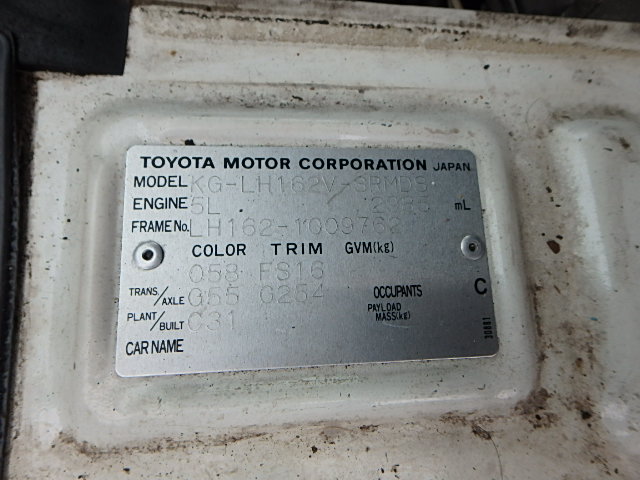 TOYOTA MOTOR CORPORATION JAPAN
MODEL KG-LH162V-SRMDS
ENGINE 5L 2985 mL
FRAME No. LH162-1009762
COLOR TRIM GVM(kg)
058 FS16
TRANS./AXLE G55 G254 OCCUPANTS C
PLANT/BUILT C31 PAYLOAD MASS(kg)
CAR NAME
30881